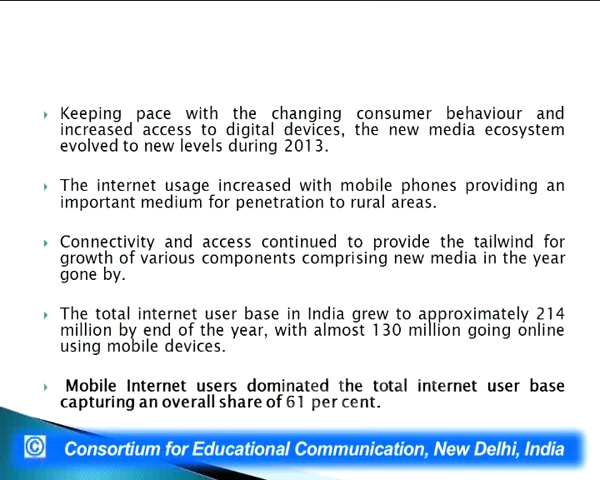 Keeping pace with the changing consumer behaviour and
increased access to digital devices, the new media ecosystem
evolved to new levels during 2013.
The internet usage increased with mobile phones providing an
important medium for penetration to rural areas.
Connectivity and access continued to provide the tailwind for
growth of various components comprising new media in the year
gone by.
The total internet user base in India grew to approximately 214
million by end of the year, with almost 130 million going online
using mobile devices.
Mobile Internet users dominated the total internet user base
capturing an overall share of 61 per cent.
© Consortium for Educational Communication, New Delhi, India